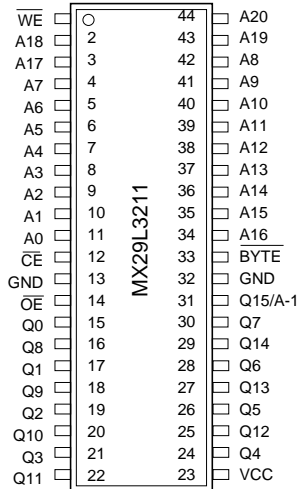 WE 44 A20
A18 2 43 A19
A17 3 42 A8
A7 4 41 A9
A6 5 40 A10
A5 6 39 A11
A4 7 38 A12
A3 8 37 A13
A2 9 36 A14
A1 10 35 A15
A0 11 34 A16
CE 12 33 BYTE
GND 13 32 GND
OE 14 31 Q15/A-1
Q0 15 30 Q7
Q8 16 29 Q14
Q1 17 28 Q6
Q9 18 27 Q13
Q2 19 26 Q5
Q10 20 25 Q12
Q3 21 24 Q4
Q11 22 23 VCC
MX29L3211